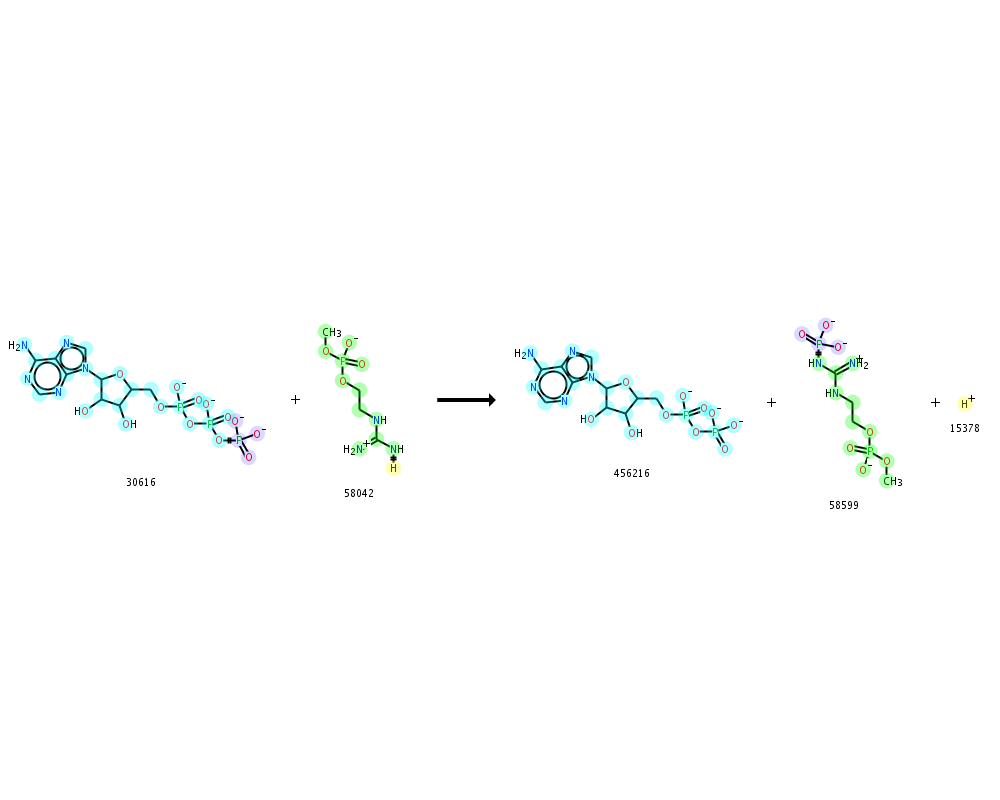 H₂N
N
N
N
N
O
HO
OH
O
O⁻
P
O
O
O⁻
P
O
O
O⁻
P
O⁻
O
30616
+
CH₃
O
O⁻
P
O
O
NH
H₂N⁺
NH
H
58042
H₂N
N
N
N
N
O
HO
OH
O
O⁻
P
O
O
O⁻
P
O⁻
O
456216
+
O
O⁻
P
O⁻
HN
NH₂⁺
HN
O
O
P
O⁻
O
CH₃
58599
+
H⁺
15378